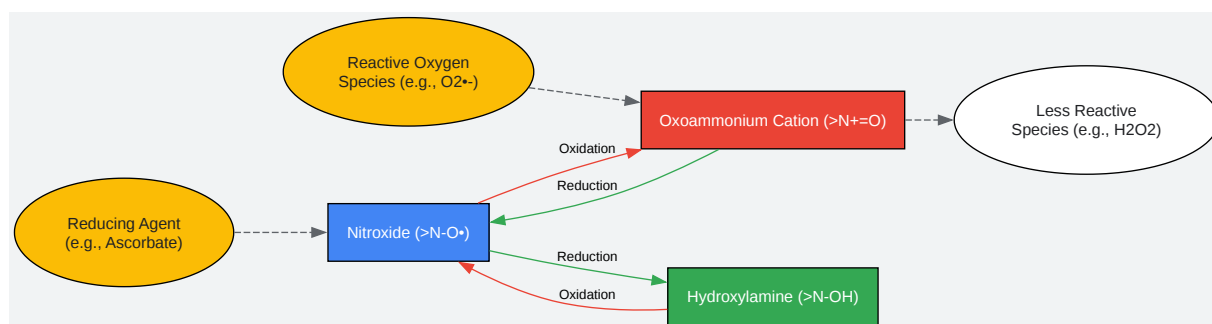 Reactive Oxygen
Species (e.g., O2•-)
Oxoammonium Cation (>N+=O)
Less Reactive
Species (e.g., H2O2)
Oxidation
Reduction
Reducing Agent
(e.g., Ascorbate)
Nitroxide (>N-O•)
Reduction
Oxidation
Hydroxylamine (>N-OH)